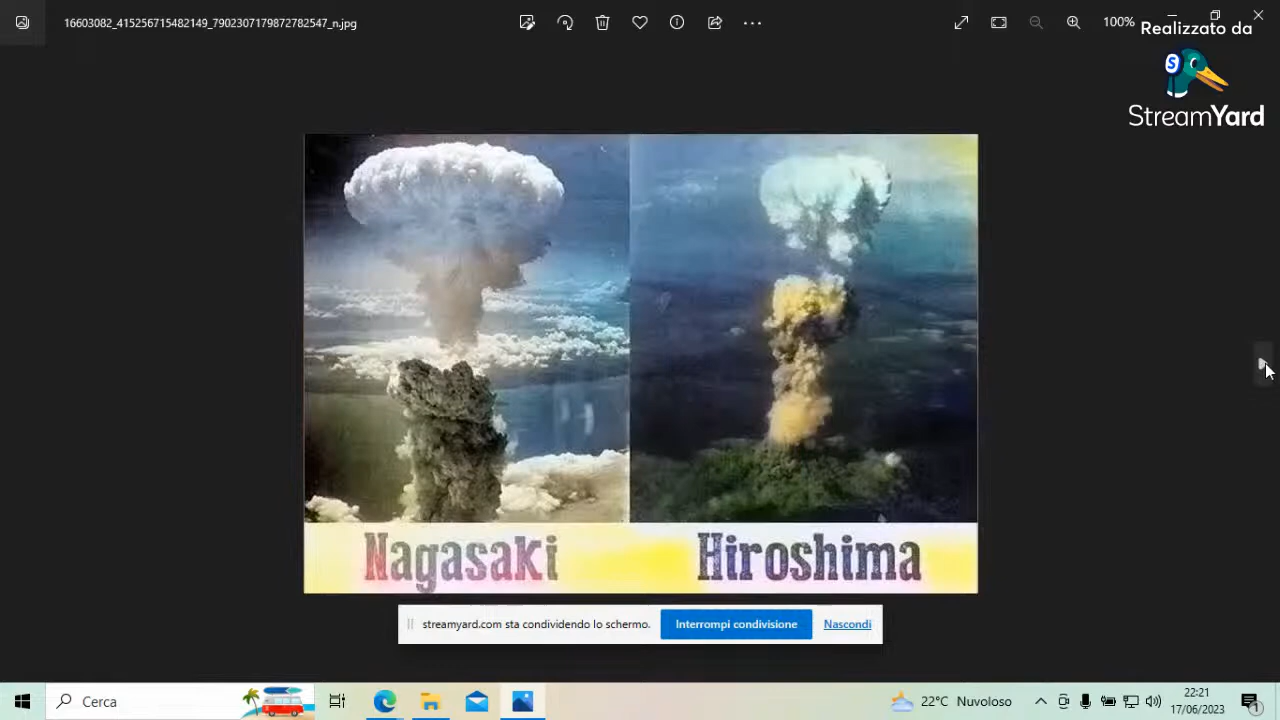 16603082_415256715482149_7902307179872782547_n.jpg
100%
Realizzato da
S
StreamYard
Nagasaki
Hiroshima
streamyard.com sta condividendo lo schermo.
Interrompi condivisione
Nascondi
Cerca
22°C Nuvoloso
22:21
17/06/2023
1